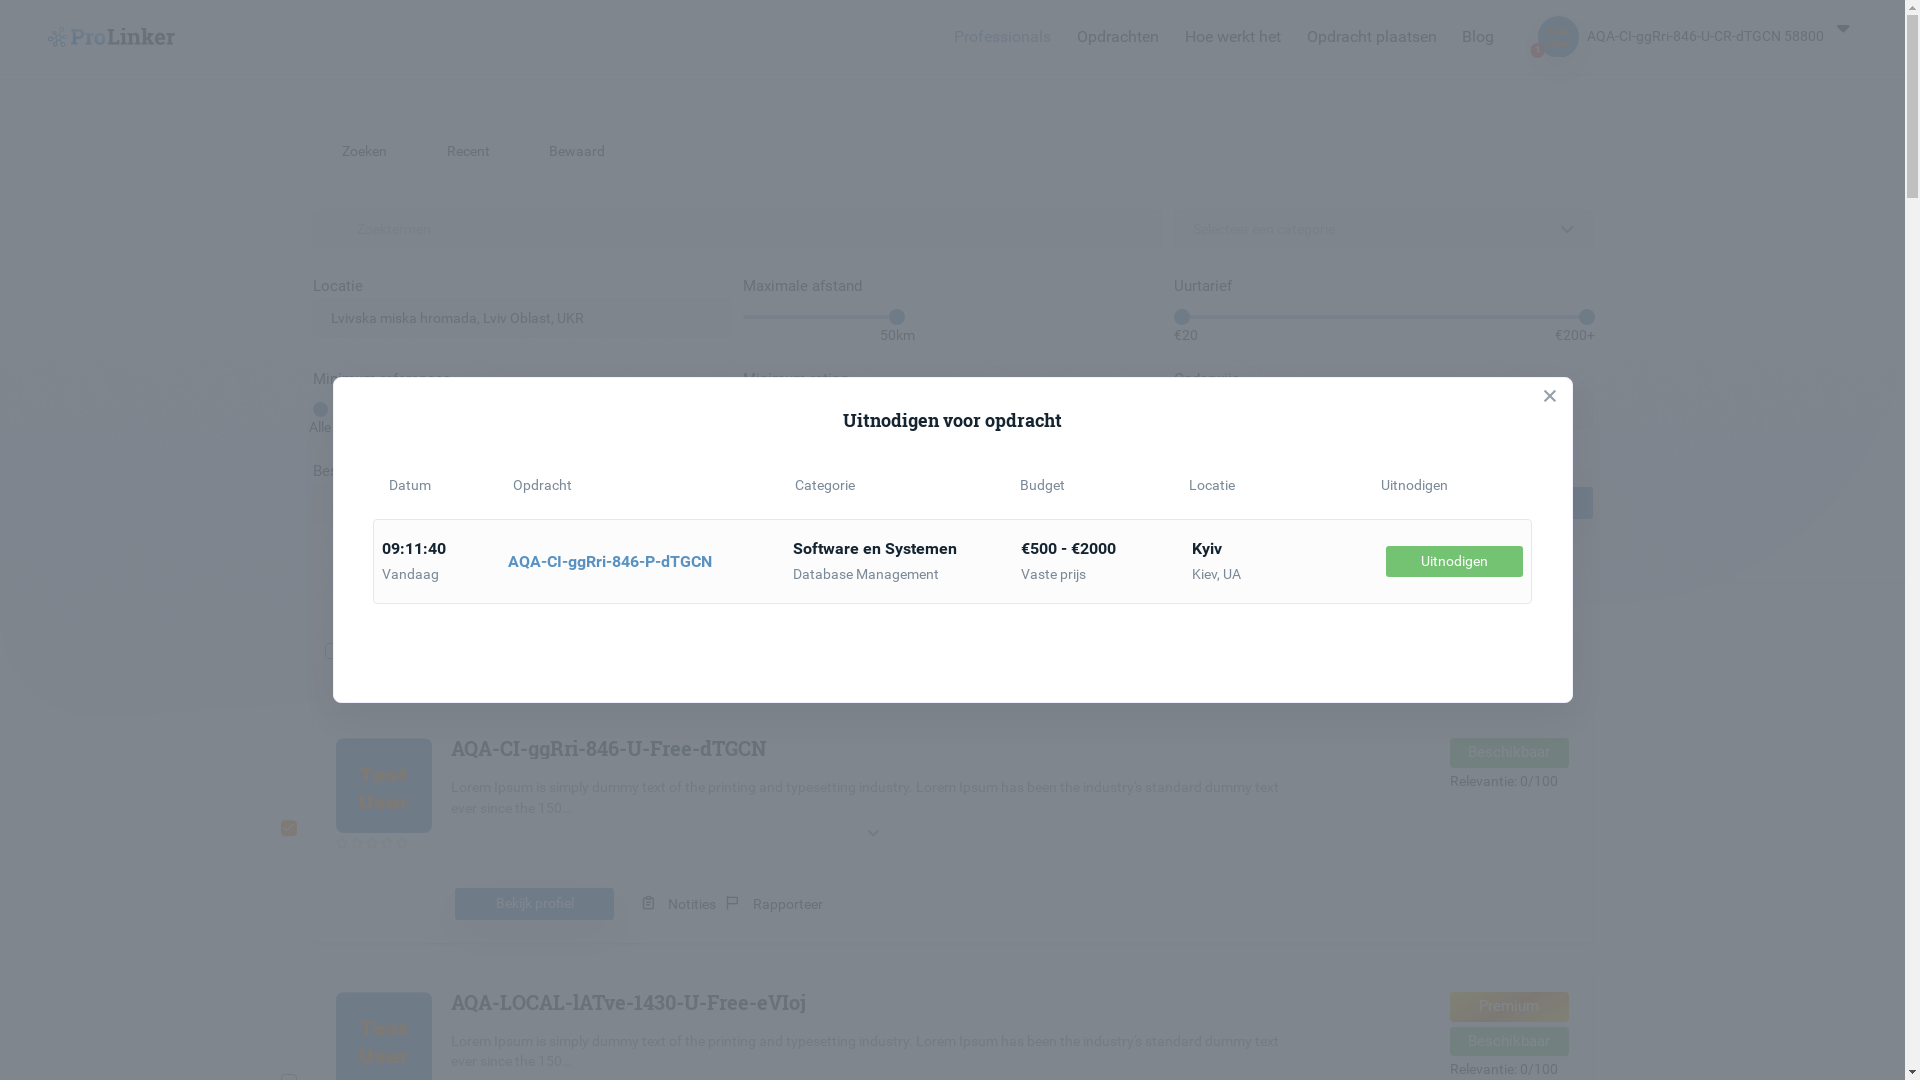 ProLinker
Professionals
Opdrachten
Hoe werkt het
Opdracht plaatsen
Blog
AQA-CI-ggRri-846-U-CR-dTGCN 58800
Zoeken
Recent
Bewaard
Zoektermen
Selecteer een categorie
Locatie
Maximale afstand
Uurtarief
Lvivska miska hromada, Lviv Oblast, UKR
50km
€20
€200+
Alle
Uitnodigen voor opdracht
Datum
Opdracht
Categorie
Budget
Locatie
Uitnodigen
09:11:40
Vandaag
AQA-CI-ggRri-846-P-dTGCN
Software en Systemen
Database Management
€500 - €2000
Vaste prijs
Kyiv
Kiev, UA
Uitnodigen
AQA-CI-ggRri-846-U-Free-dTGCN
Lorem Ipsum is simply dummy text of the printing and typesetting industry. Lorem Ipsum has been the industry's standard dummy text
ever since the 150...
Beschikbaar
Relevantie: 0/100
Test
User
Bekijk profiel
Notities
Rapporteer
AQA-LOCAL-lATve-1430-U-Free-eVIoj
Lorem Ipsum is simply dummy text of the printing and typesetting industry. Lorem Ipsum has been the industry's standard dummy text
ever since the 150...
Premium
Beschikbaar
Relevantie: 0/100
Test
User